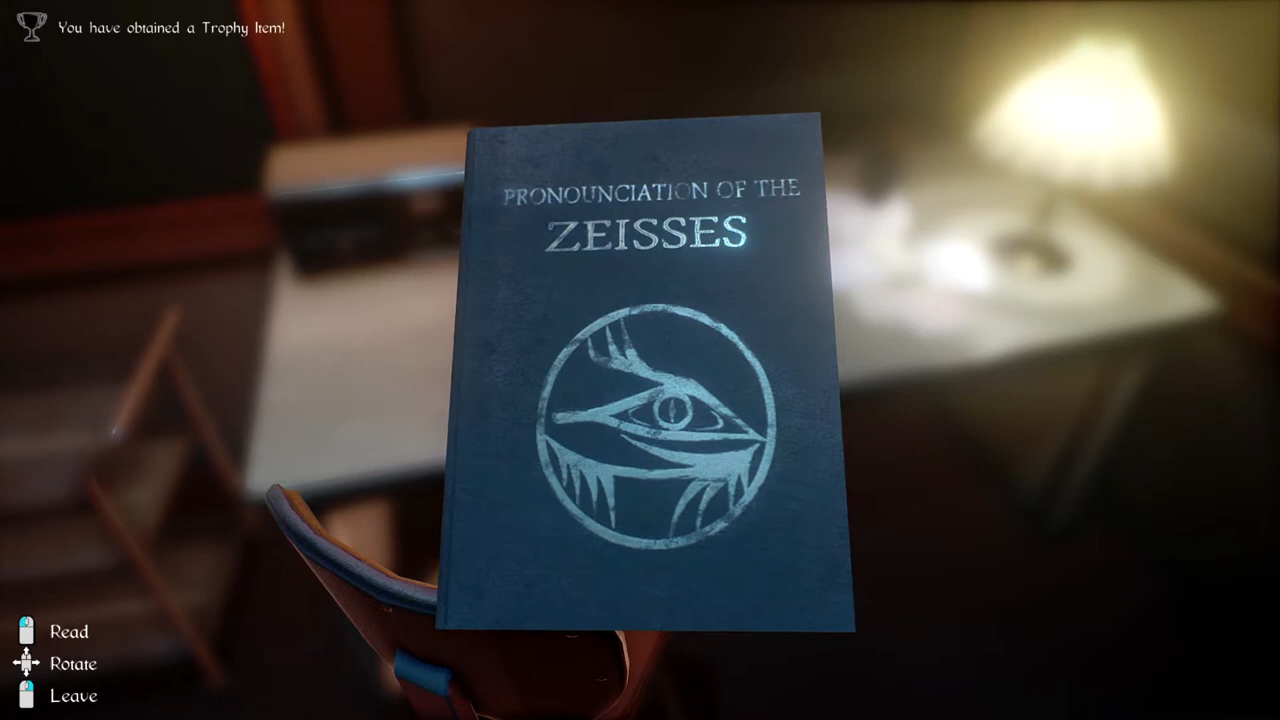 You have obtained a Trophy Item!
PRONOUNCIATION OF THE
ZEISSES
Read
Rotate
Leave